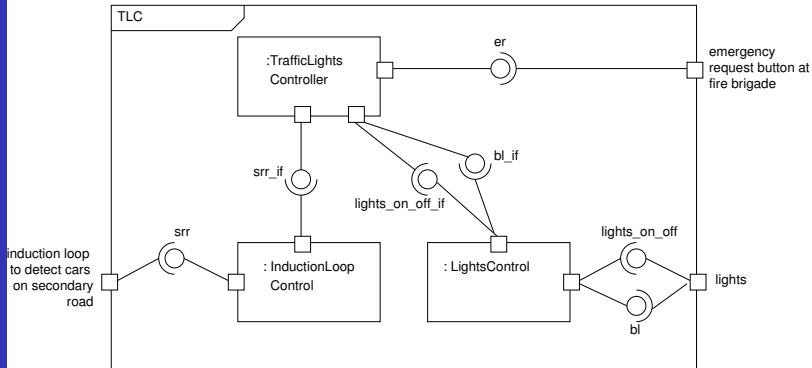 TLC
er
:TrafficLights
Controller
emergency
request button at
fire brigade
bl_if
srr_if
lights_on_off_if
srr
lights_on_off
induction loop
to detect cars
on secondary
road
: InductionLoop
Control
: LightsControl
lights
bl